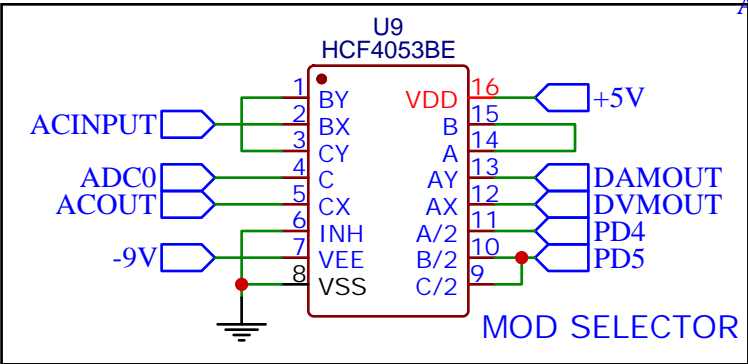 U9
HCF4053BE
1 BY VDD 16 +5V
ACINPUT 2 BX B 15
3 CY A 14
ADC0 4 C AY 13 DAMOUT
ACOUT 5 CX AX 12 DVMOUT
6 INH A/2 11 PD4
-9V 7 VEE B/2 10 PD5
8 VSS C/2 9
MOD SELECTOR